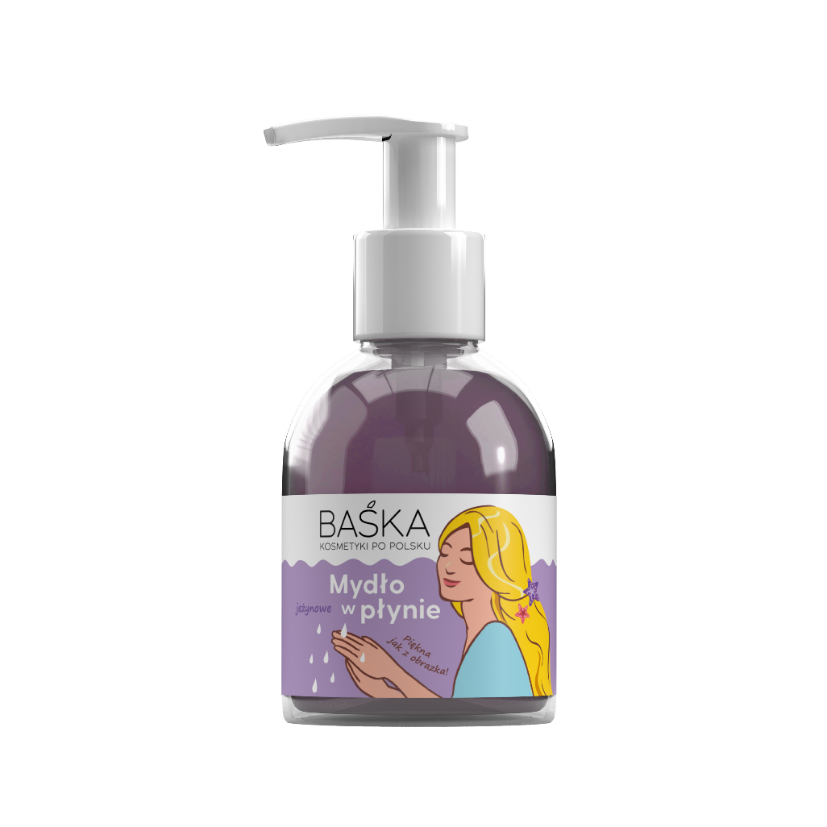 BAŚKA
KOSMETYKI PO POLSKU
Mydło
w płynie
jeżynowe
Piękna
jak z obrazka!